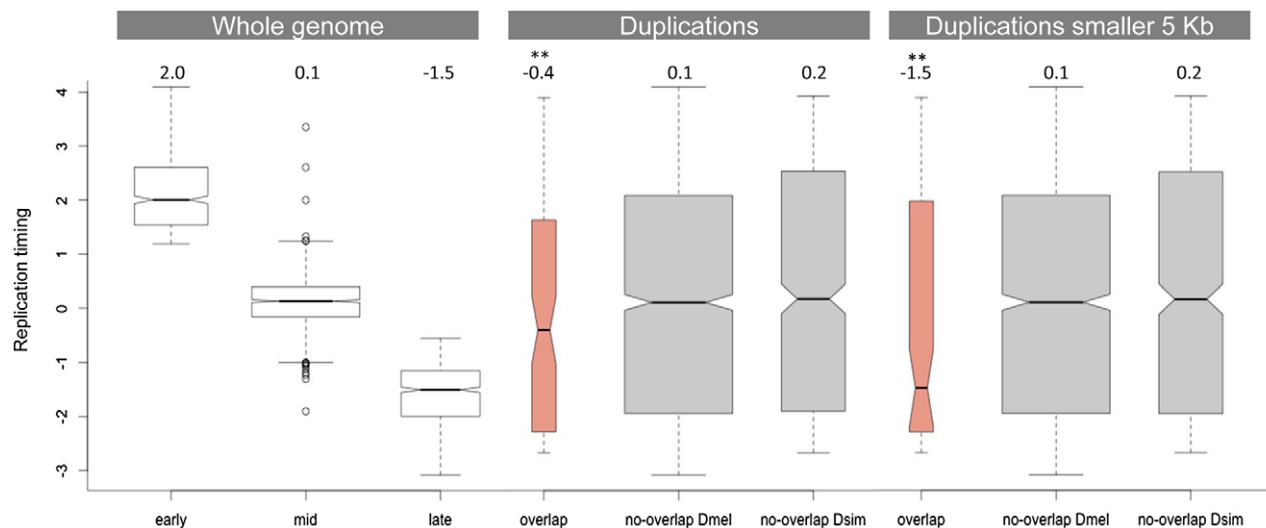 Whole genome Duplications Duplications smaller 5 Kb
** **
2.0 0.1 -1.5 -0.4 0.1 0.2 -1.5 0.1 0.2
Replication timing
4
3
2
1
0
-1
-2
-3
early mid late overlap no-overlap Dmel no-overlap Dsim overlap no-overlap Dmel no-overlap Dsim